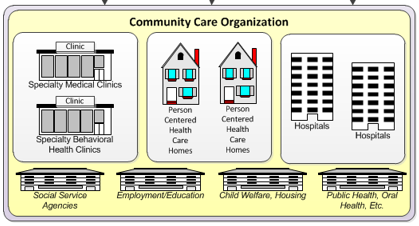 Community Care Organization
Clinic
Specialty Medical Clinics
Clinic
Specialty Behavioral
Health Clinics
Person
Centered
Health
Care
Homes
Person
Centered
Health
Care
Homes
Hospitals
Hospitals
Social Service
Agencies
Employment/Education
Child Welfare, Housing
Public Health, Oral
Health, Etc.